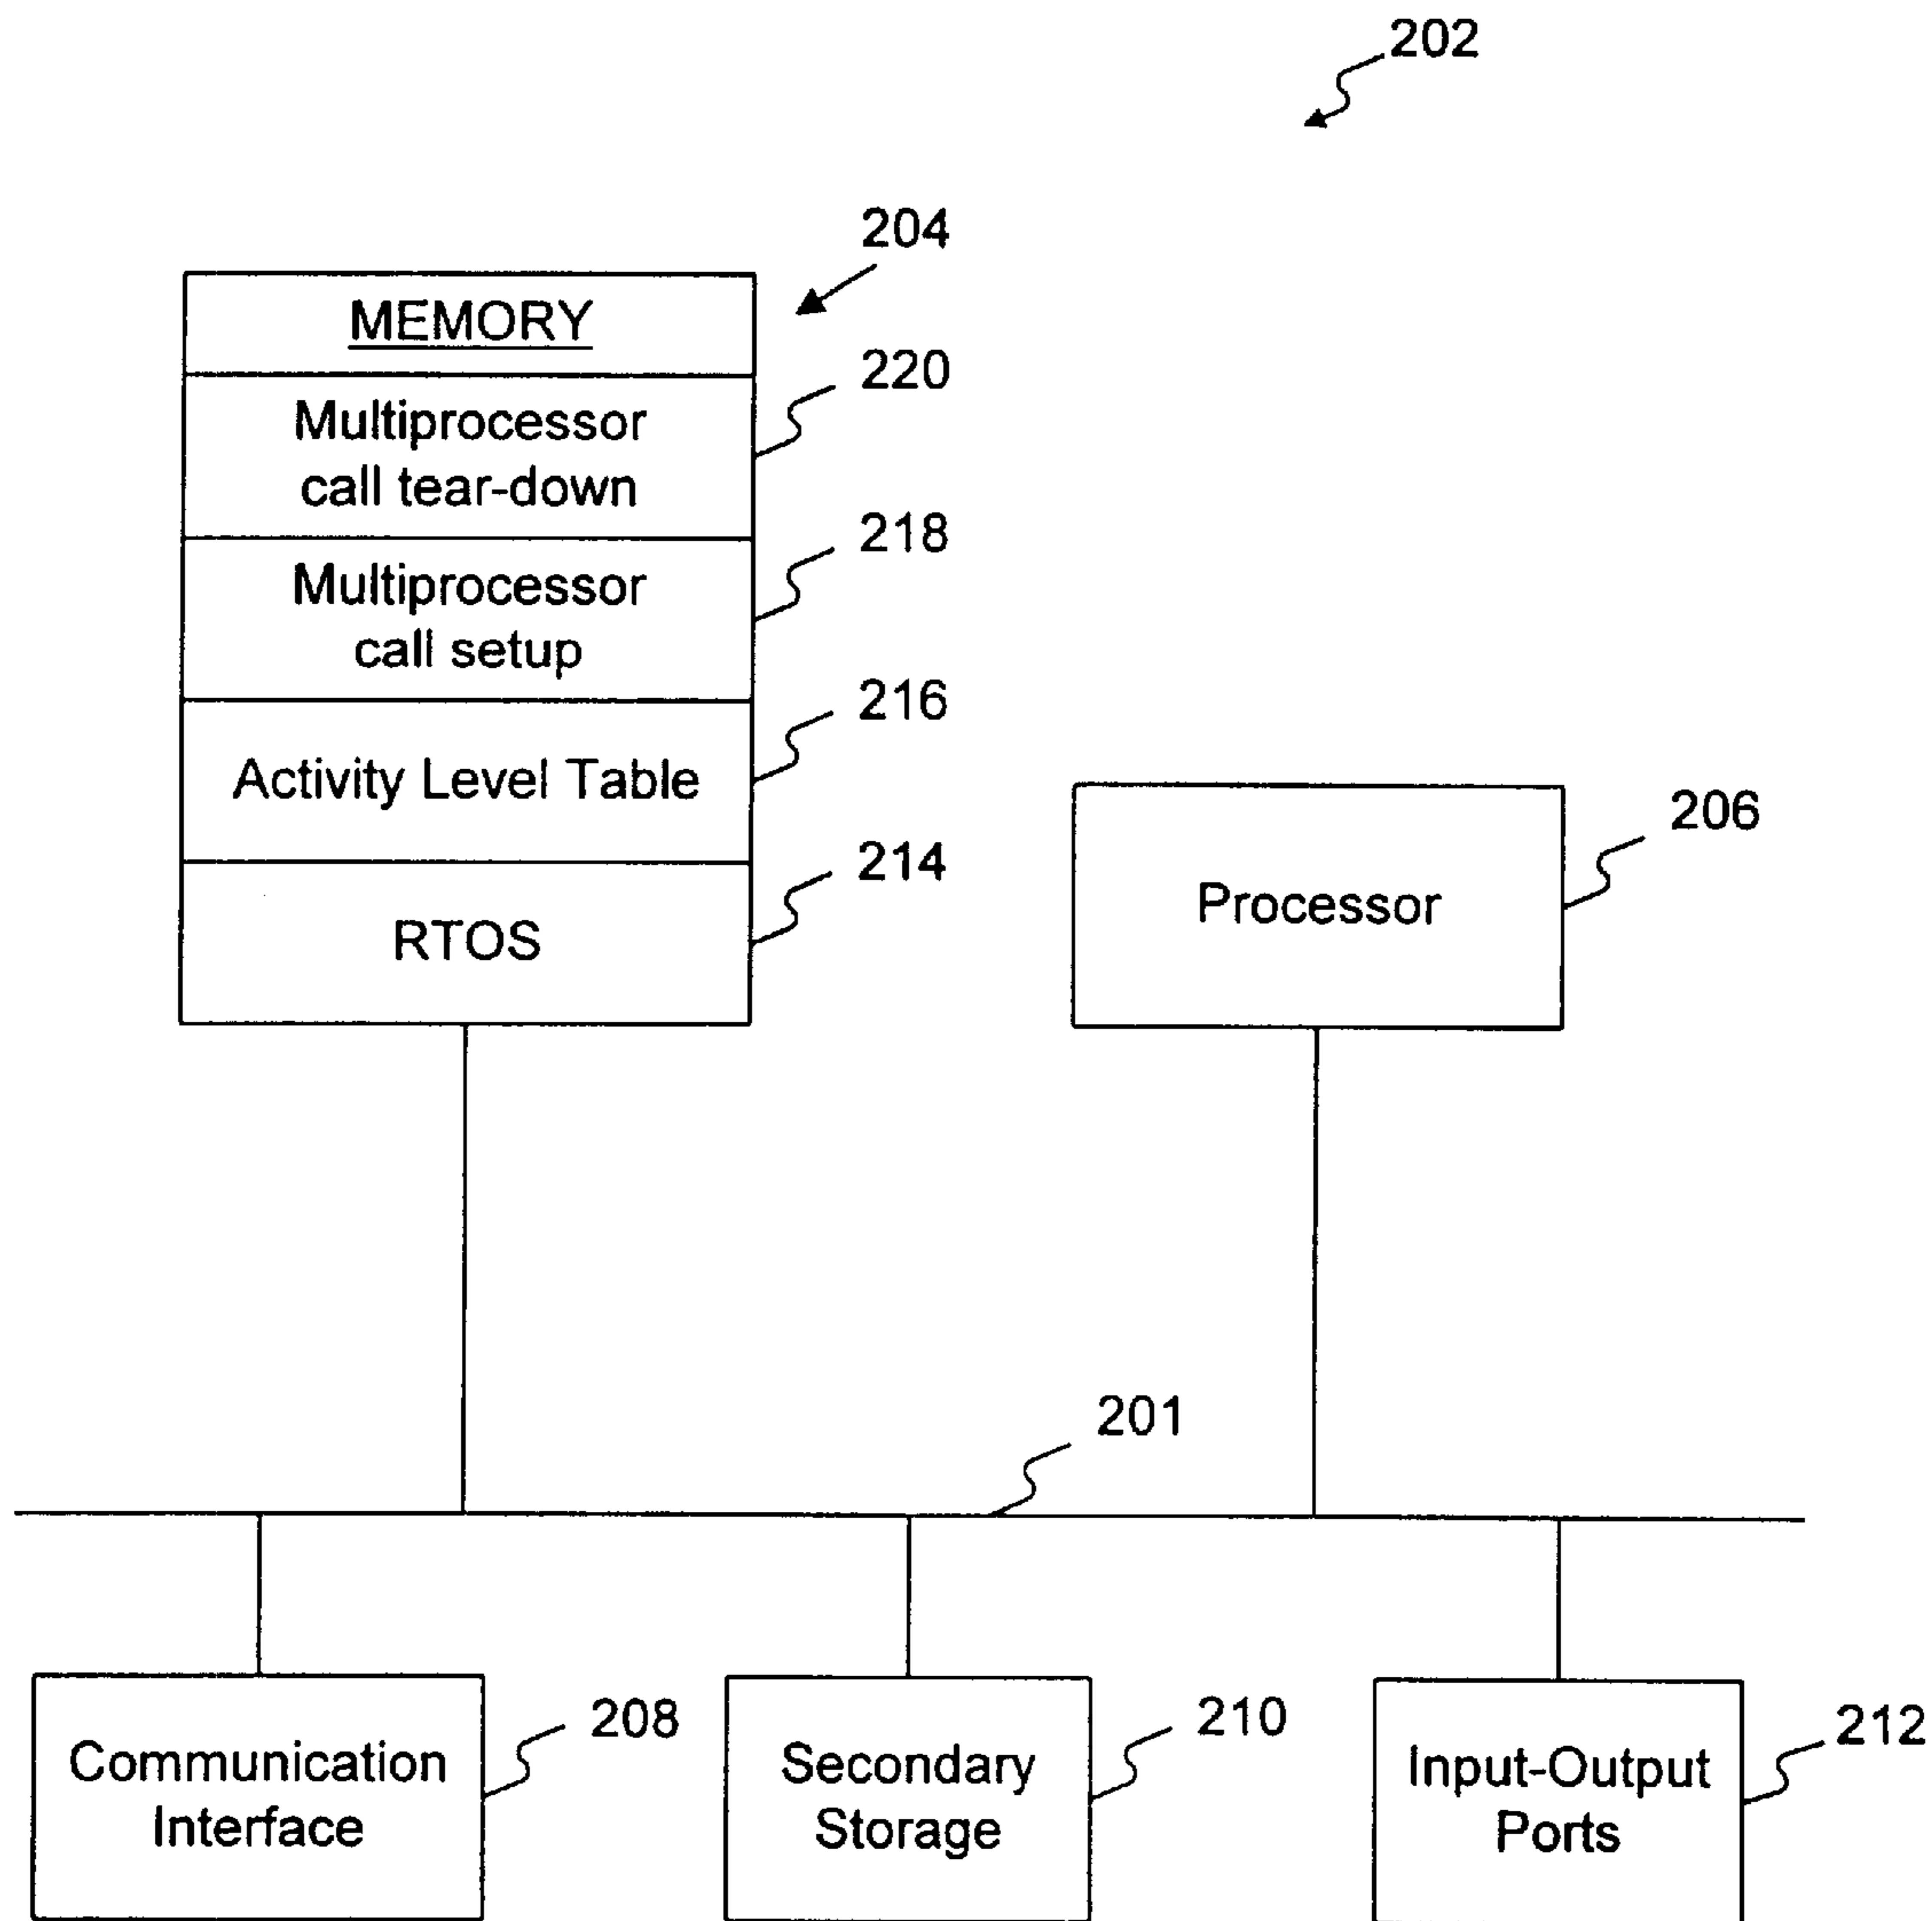 202
204
MEMORY
220
Multiprocessor
call tear-down
218
Multiprocessor
call setup
216
Activity Level Table
214
RTOS
206
Processor
201
208
Communication
Interface
210
Secondary
Storage
212
Input-Output
Ports